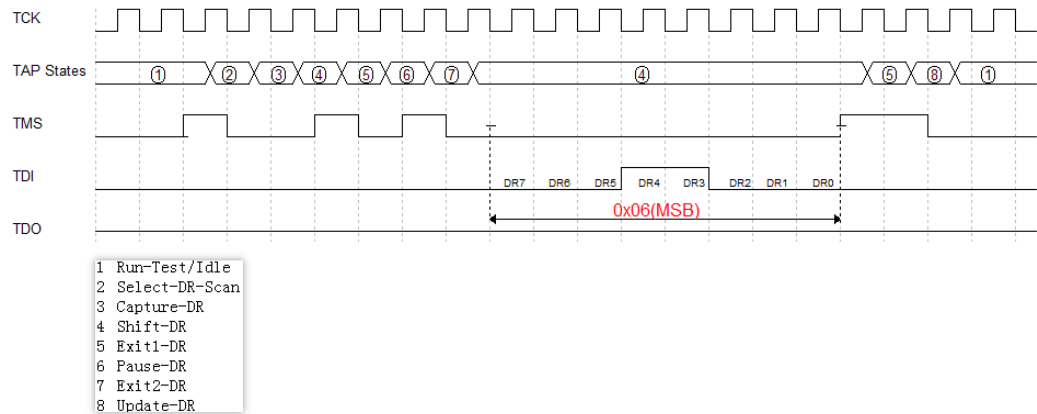 TCK
TAP States ① ② ③ ④ ⑤ ⑥ ⑦ ④ ⑤ ⑧ ①
TMS
TDI DR7 DR6 DR5 DR4 DR3 DR2 DR1 DR0
0x06(MSB)
TDO
1 Run-Test/Idle
2 Select-DR-Scan
3 Capture-DR
4 Shift-DR
5 Exit1-DR
6 Pause-DR
7 Exit2-DR
8 Update-DR